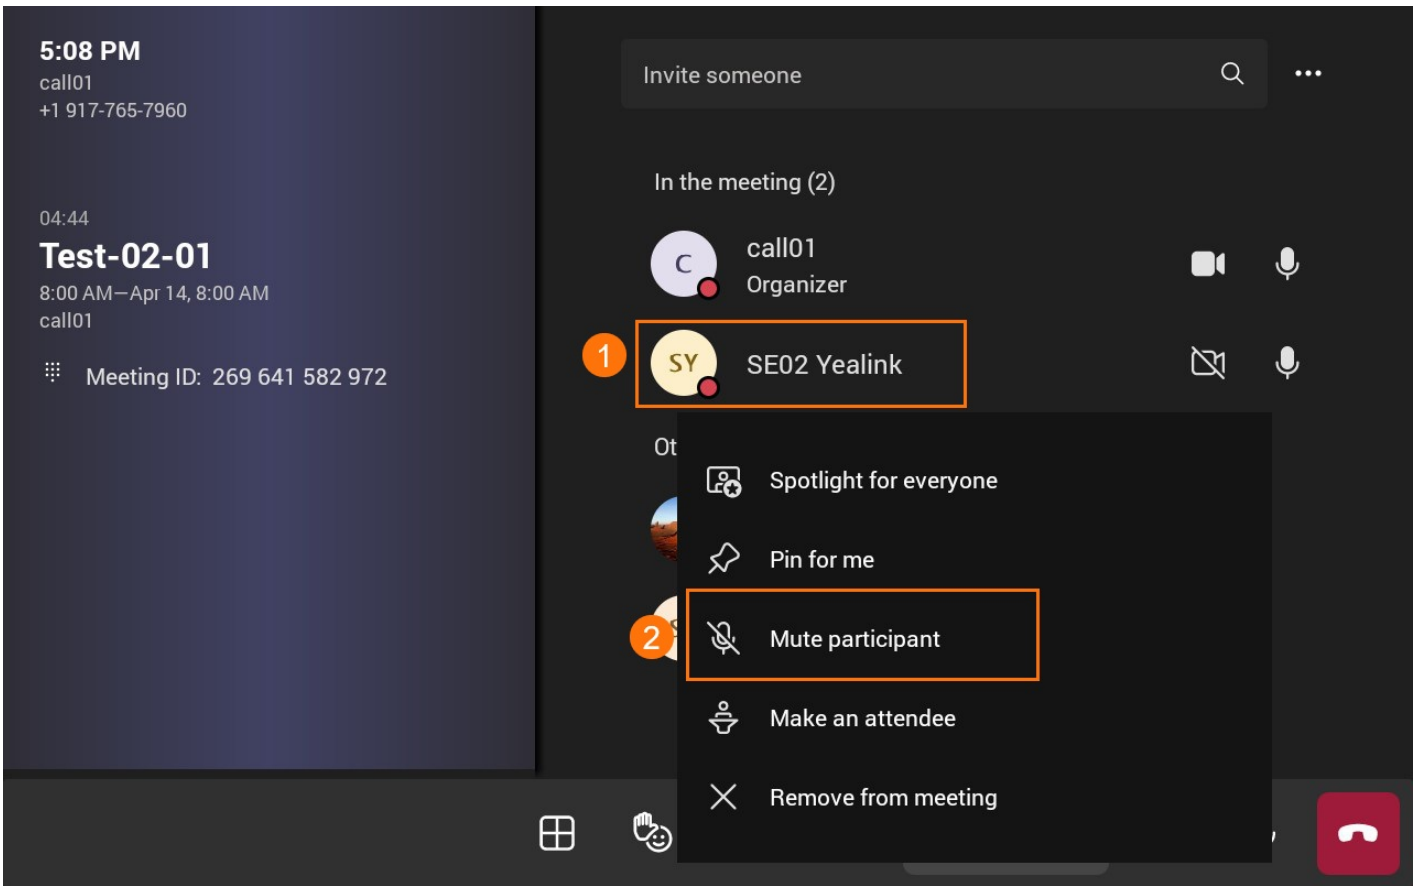 5:08 PM
call01
+1 917-765-7960
04:44
Test-02-01
8:00 AM—Apr 14, 8:00 AM
call01
Meeting ID: 269 641 582 972
Invite someone
In the meeting (2)
C
call01
Organizer
1
SY
SE02 Yealink
Ot
Spotlight for everyone
Pin for me
2
Mute participant
Make an attendee
Remove from meeting